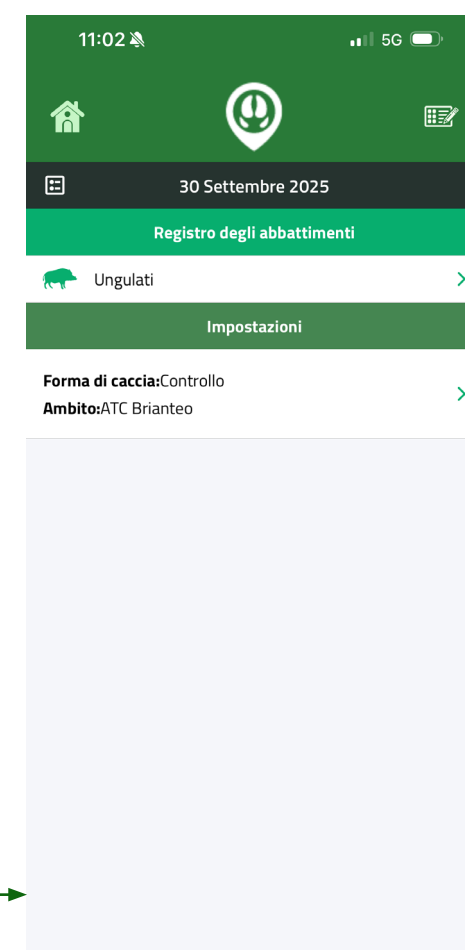 11:02 5G
30 Settembre 2025
Registro degli abbattimenti
Ungulati
Impostazioni
Forma di caccia:Controllo
Ambito:ATC Brianteo